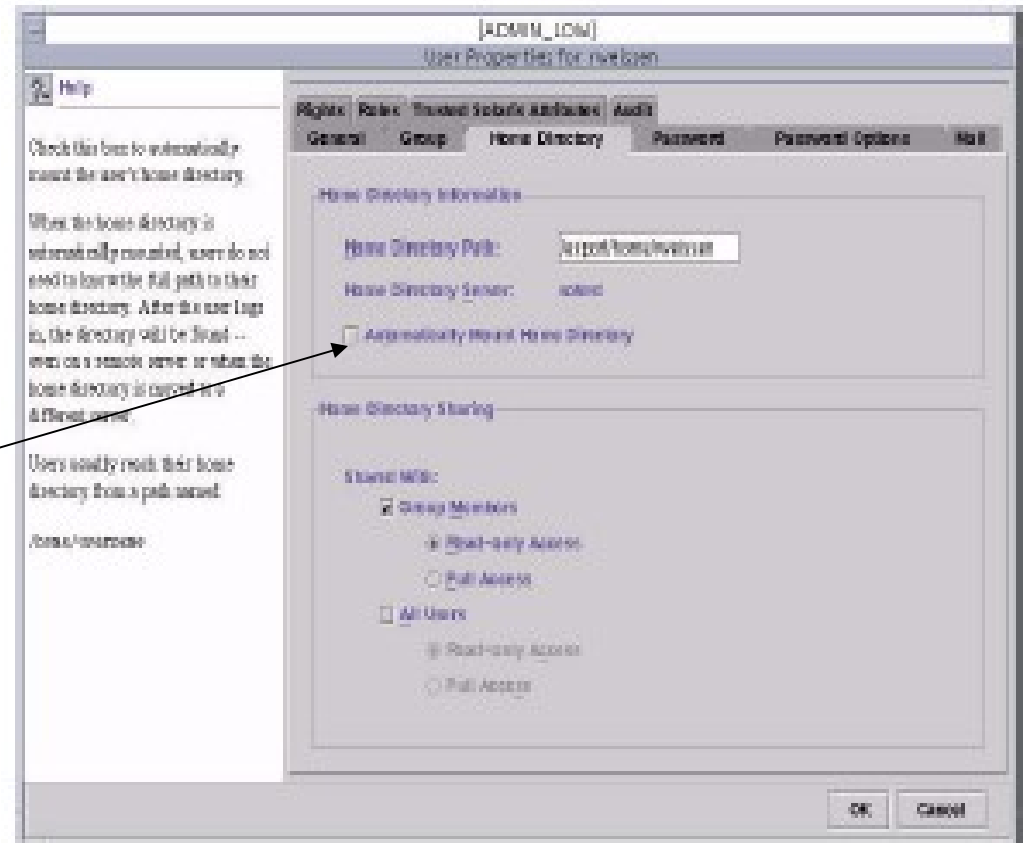 [ADMIN_LOW]
User Properties for
Help
Check this box to automatically
mount the user's home directory.
When the home directory is
automatically mounted, users do not
need to know the full path to their
home directory. After the user logs
in, the directory will be found --
even on a remote server or when the
home directory is moved to a
different server.
Users usually reach their home
directory from a path named
/home/username
Rights Roles Trusted Solaris Attributes Audit
General Group Home Directory Password Password Options Mail
Home Directory Information
Home Directory Path:
Home Directory Server:
Automatically Mount Home Directory
Home Directory Sharing
Shared With:
Group Members
Read-only Access
Full Access
All Users
Read-only Access
Full Access
OK Cancel